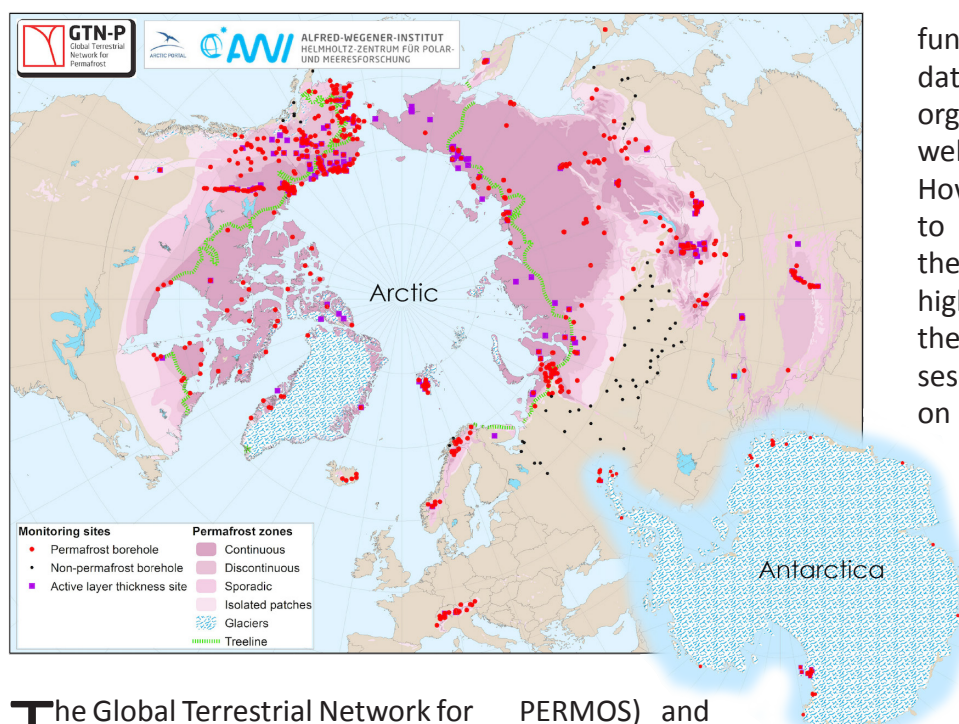 GTN-P
Global Terrestrial
Network for
Permafrost
ARCTIC PORTAL
AWI
ALFRED-WEGENER-INSTITUT
HELMHOLTZ-ZENTRUM FÜR POLAR-
UND MEERESFORSCHUNG
Arctic
Monitoring sites
Permafrost borehole
Non-permafrost borehole
Active layer thickness site
Permafrost zones
Continuous
Discontinuous
Sporadic
Isolated patches
Glaciers
Treeline
Antarctica
The Global Terrestrial Network for
PERMOS) and
fun
dat
org
wel
How
to
the
high
the
ses
on